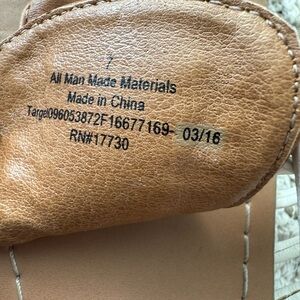 7
All Man Made Materials
Made in China
Target096053872F16677169- 03/16
RN#17730